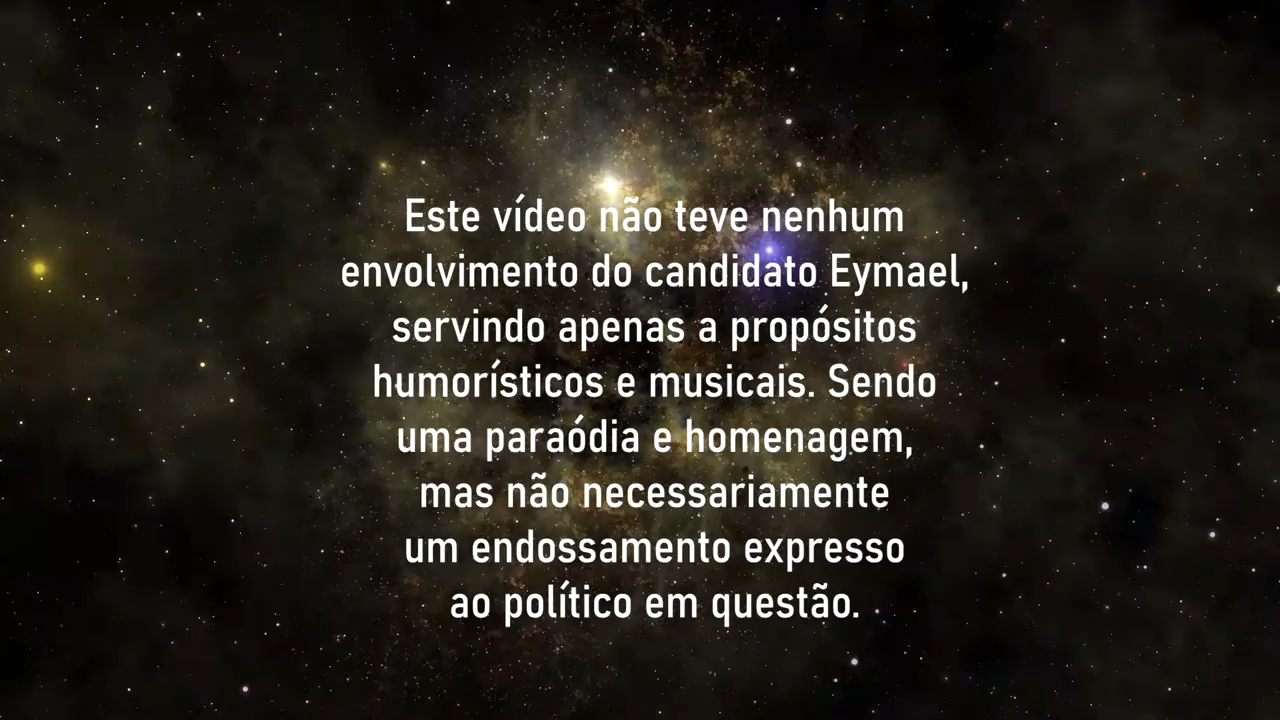 Este vídeo não teve nenhum
envolvimento do candidato Eymael,
servindo apenas a propósitos
humorísticos e musicais. Sendo
uma paraódia e homenagem,
mas não necessariamente
um endossamento expresso
ao político em questão.